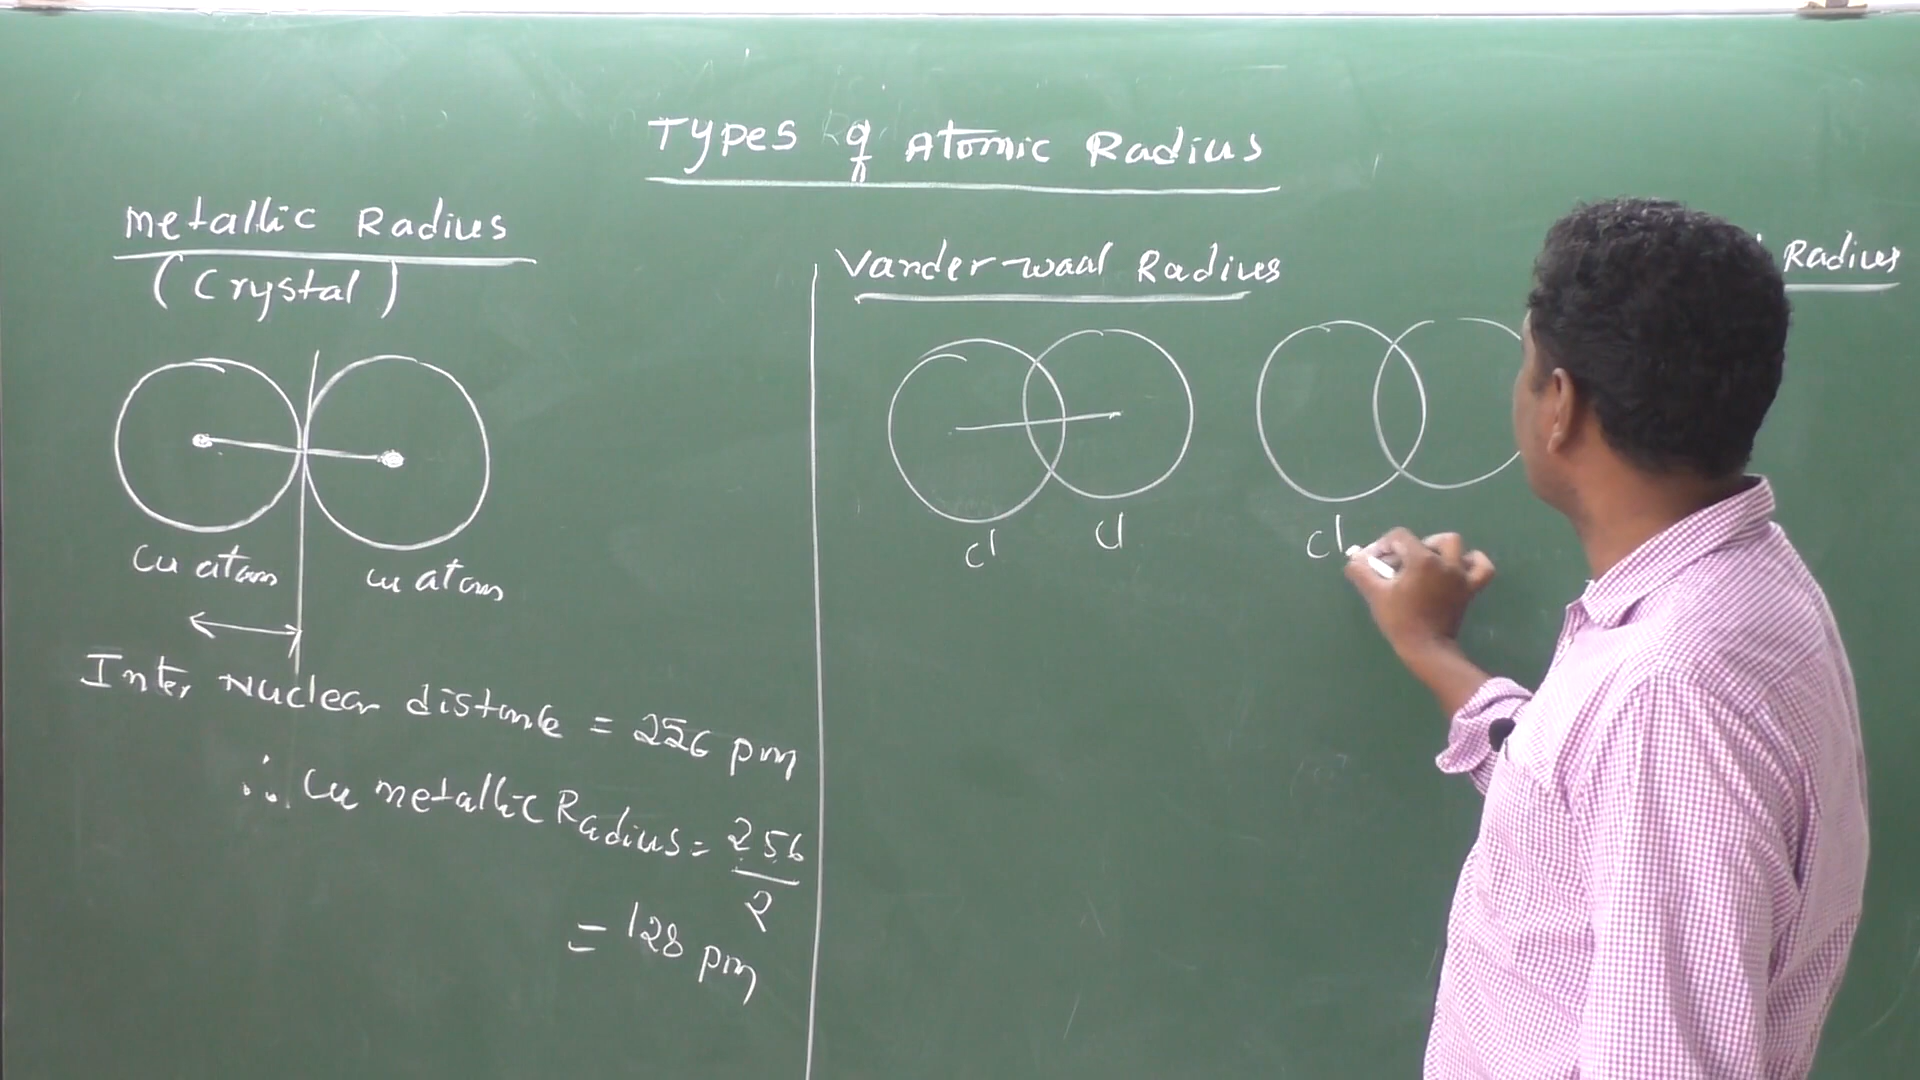 Types of Atomic Radius
Metallic Radius
(Crystal)
Cu atom
Cu atom
Inter Nuclear distance = 256 pm
∴ Cu metallic Radius = 256
2
= 128 pm
Vander-waal Radius
Cl
Cl
Cl
Radius